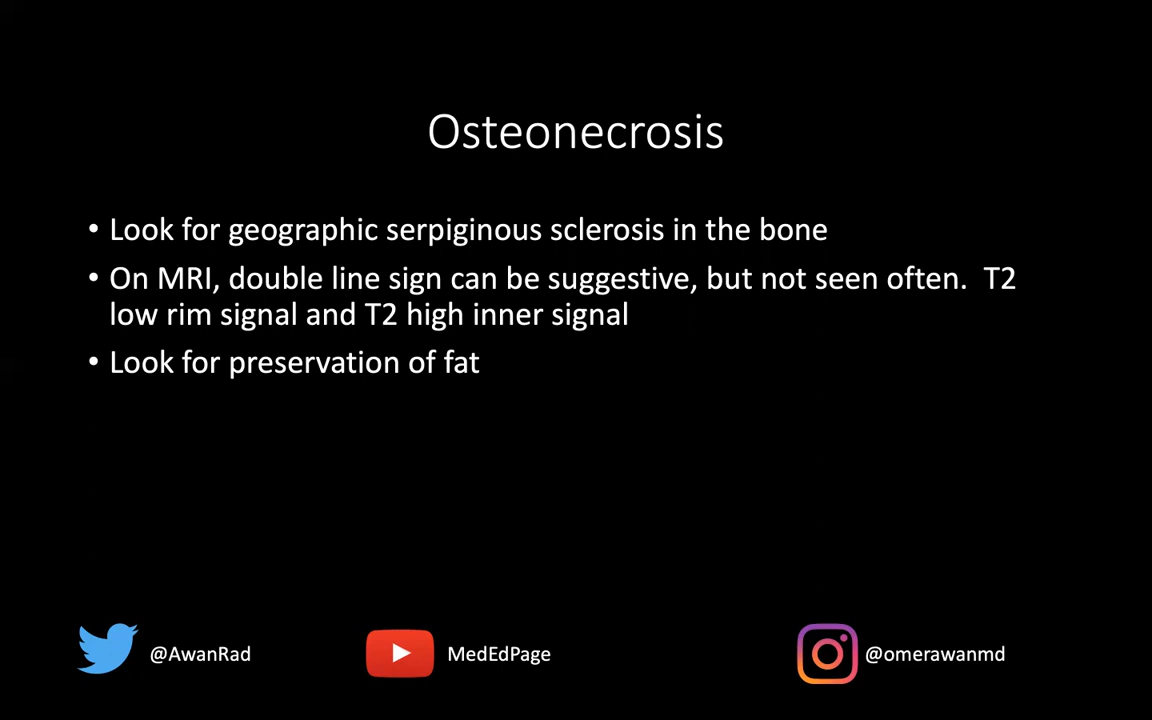 Osteonecrosis
• Look for geographic serpiginous sclerosis in the bone
• On MRI, double line sign can be suggestive, but not seen often.  T2
low rim signal and T2 high inner signal
• Look for preservation of fat
@AwanRad
MedEdPage
@omerawanmd